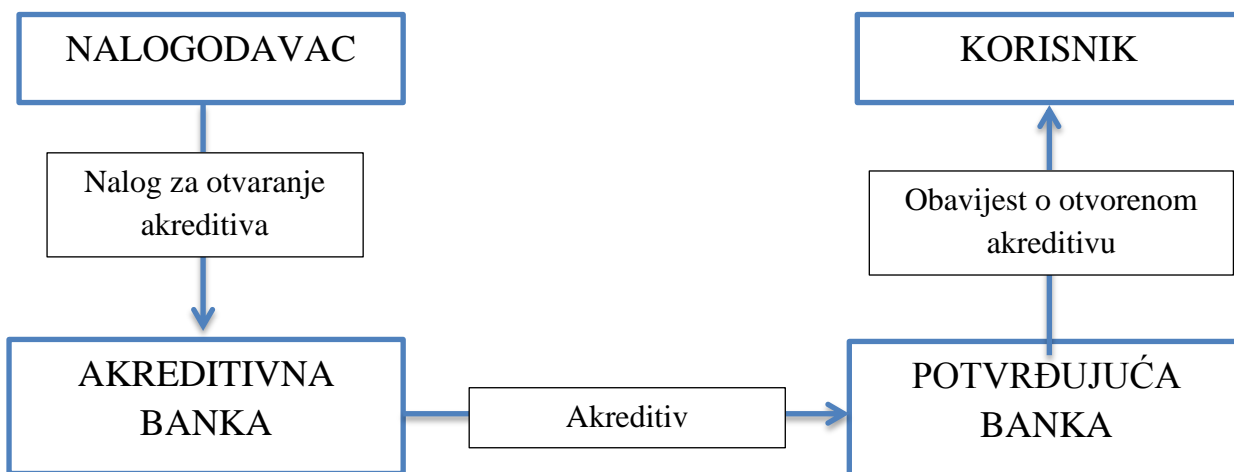 NALOGODAVAC
KORISNIK
Nalog za otvaranje
akreditiva
Obavijest o otvorenom
akreditivu
AKREDITIVNA
BANKA
Akreditiv
POTVRĐUJUĆA
BANKA